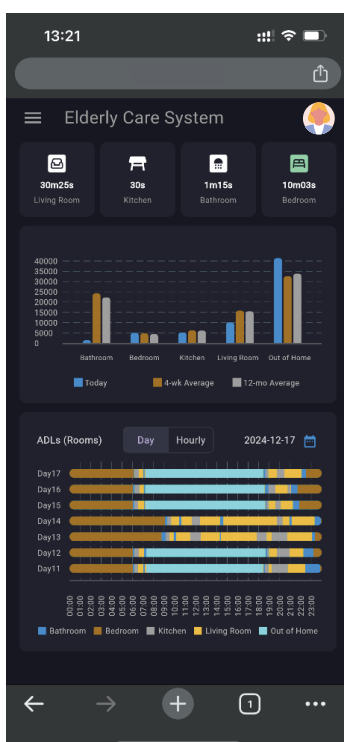 13:21
Elderly Care System
30m25s 30s 1m15s 10m03s
Living Room Kitchen Bathroom Bedroom
40000
35000
30000
25000
20000
15000
10000
5000
0
Bathroom Bedroom Kitchen Living Room Out of Home
Today 4-wk Average 12-mo Average
ADLs (Rooms) Day Hourly 2024-12-17
Day17
Day16
Day15
Day14
Day13
Day12
Day11
00:00 01:00 02:00 03:00 04:00 05:00 06:00 07:00 08:00 09:00 10:00 11:00 12:00 13:00 14:00 15:00 16:00 17:00 18:00 19:00 20:00 21:00 22:00 23:00
Bathroom Bedroom Kitchen Living Room Out of Home
1